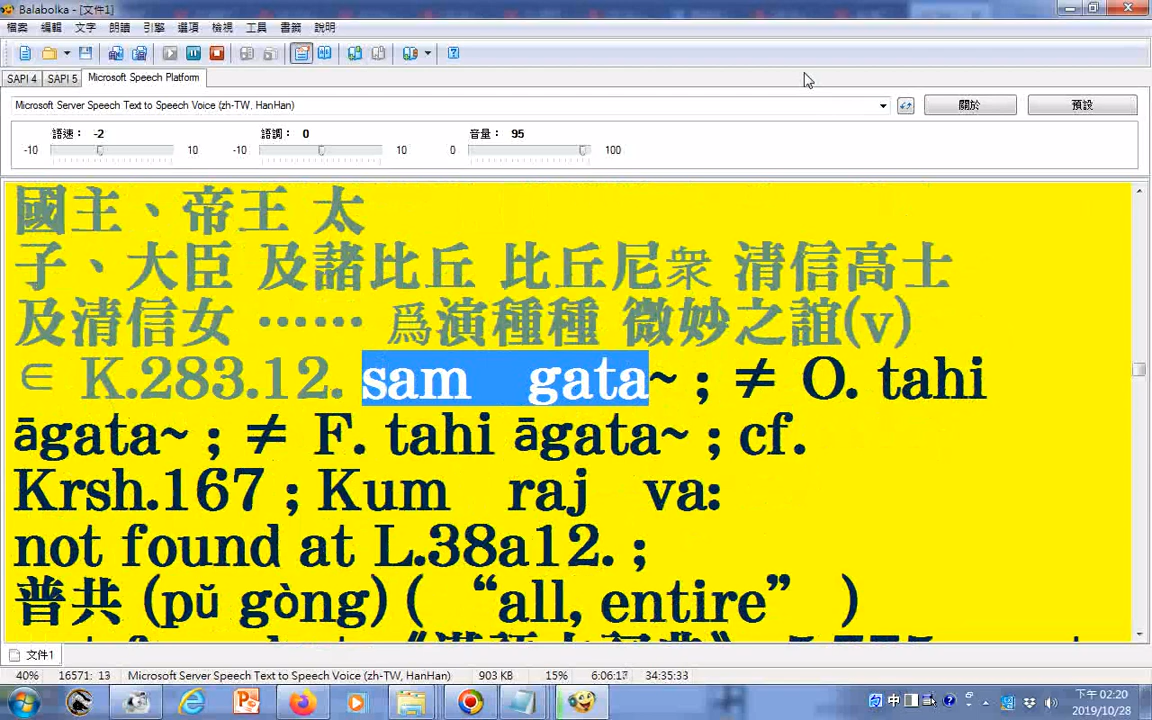 Balabolka - [文件1]
檔案 編輯 文字 朗讀 引擎 選項 檢視 工具 書籤 說明
SAPI 4 SAPI 5 Microsoft Speech Platform
Microsoft Server Speech Text to Speech Voice (zh-TW, HanHan) 關於 預設
語速： -2 語調： 0 音量： 95
-10 10 -10 10 0 100
國主、帝王 太
子、大臣 及諸比丘 比丘尼衆 清信高士
及清信女 …… 爲演種種 微妙之誼(v)
∈ K.283.12. sam gata~ ; ≠ O. tahi
āgata~ ; ≠ F. tahi āgata~ ; cf.
Krsh.167 ; Kum raj va:
not found at L.38a12. ;
普共 (pǔ gòng) ( “all, entire” )
文件1
40% 16571: 13 Microsoft Server Speech Text to Speech Voice (zh-TW, HanHan) 903 KB 15% 6:06:17 34:35:33
中 下午 02:20
2019/10/28